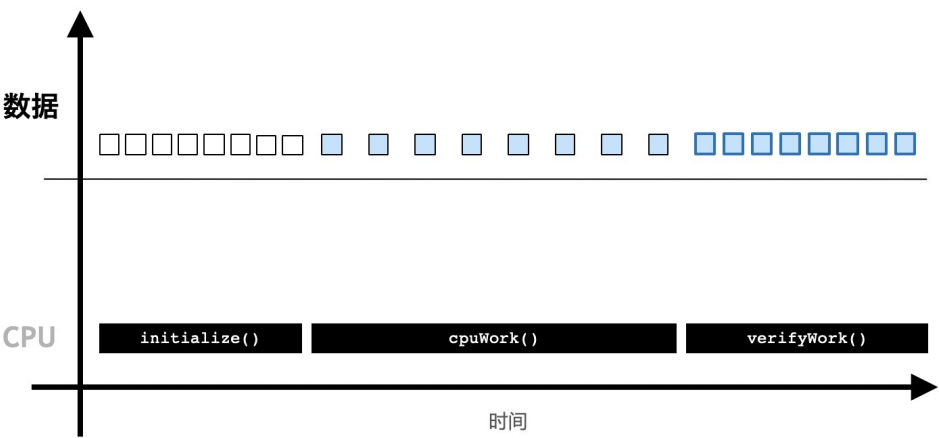 数据
CPU
initialize()
cpuWork()
verifyWork()
时间